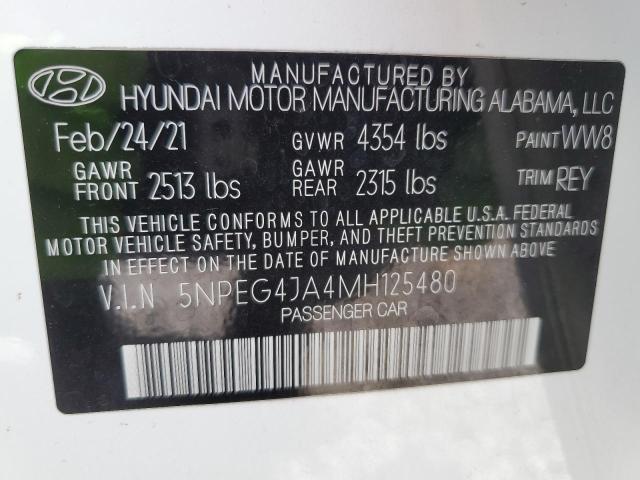 MANUFACTURED BY
HYUNDAI MOTOR MANUFACTURING ALABAMA, LLC
Feb/24/21 GVWR 4354 lbs PAINT WW8
GAWR FRONT 2513 lbs GAWR REAR 2315 lbs TRIM REY
THIS VEHICLE CONFORMS TO ALL APPLICABLE U.S.A. FEDERAL
MOTOR VEHICLE SAFETY, BUMPER, AND THEFT PREVENTION STANDARDS
IN EFFECT ON THE DATE OF MANUFACTURE SHOWN ABOVE
V.I.N 5NPEG4JA4MH125480
PASSENGER CAR